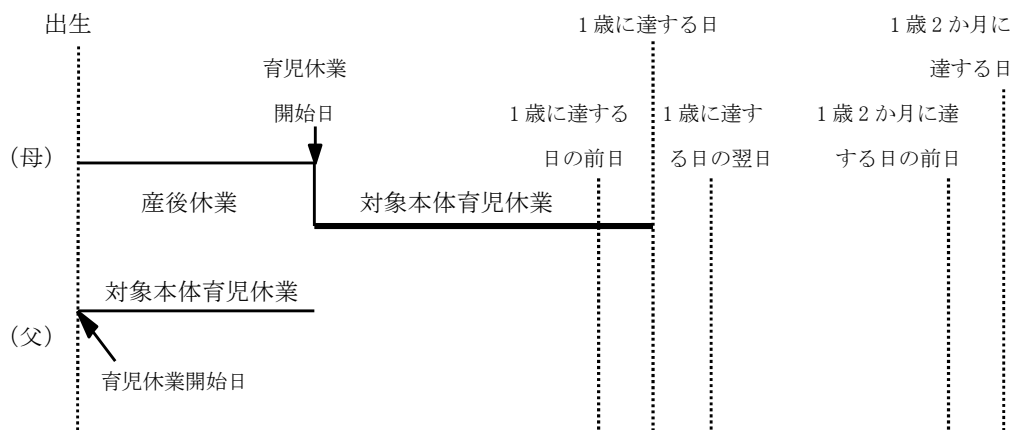 出生
1歳に達する日
1歳2か月に
達する日
育児休業
開始日
1歳に達する
日の前日
1歳に達す
る日の翌日
1歳2か月に達
する日の前日
（母）
産後休業
対象本体育児休業
対象本体育児休業
（父）
育児休業開始日